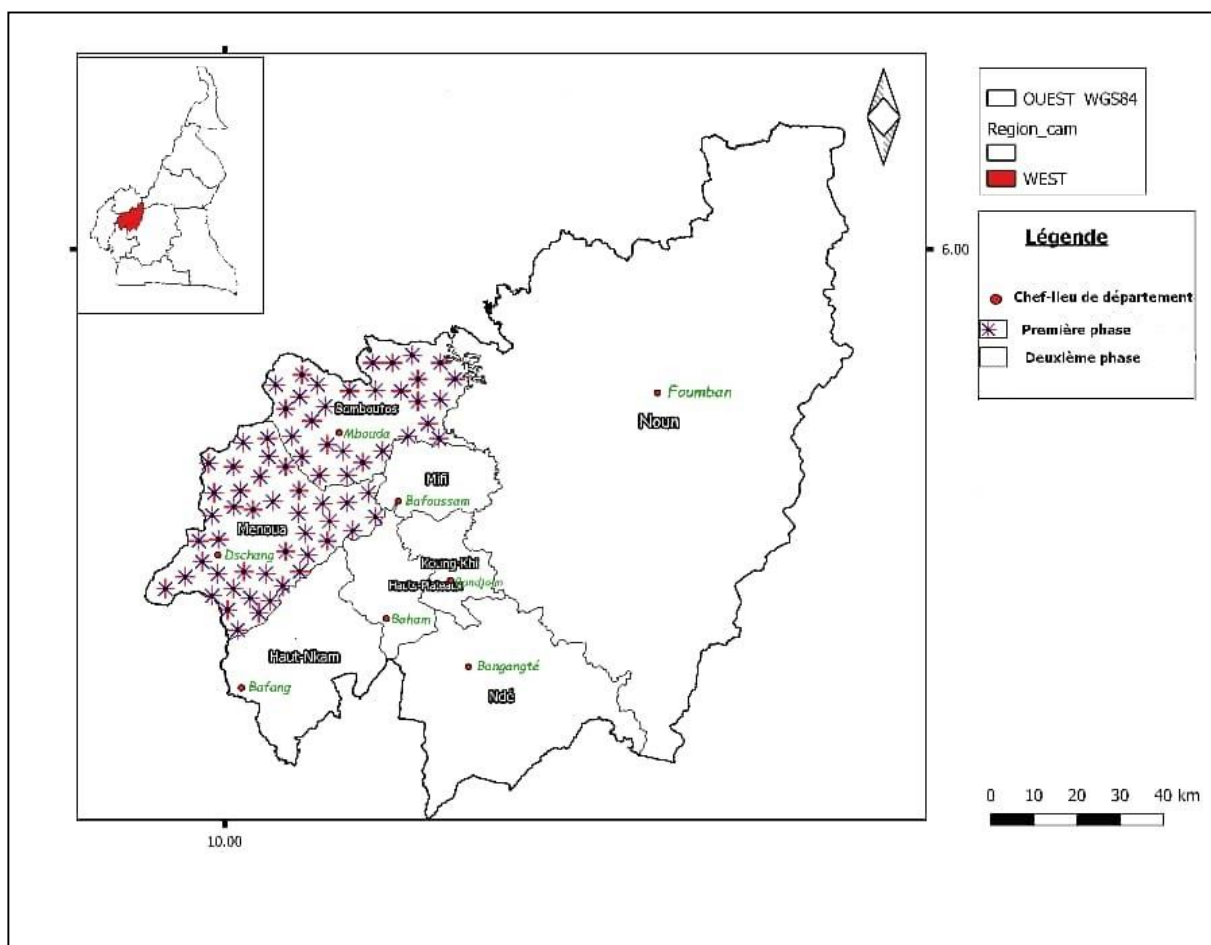 OUEST WGS84
Region_cam
WEST
6.00
Légende
Chef-lieu de département
Première phase
Deuxième phase
Foumban
Noun
Bamboutos
Mbouda
Mifi
Bafoussam
Menoua
Dschang
Koung-Khi
Hauts-Plateaux
Bandjoun
Baham
Haut-Nkam
Bangangté
Bafang
Ndé
0 10 20 30 40 km
10.00